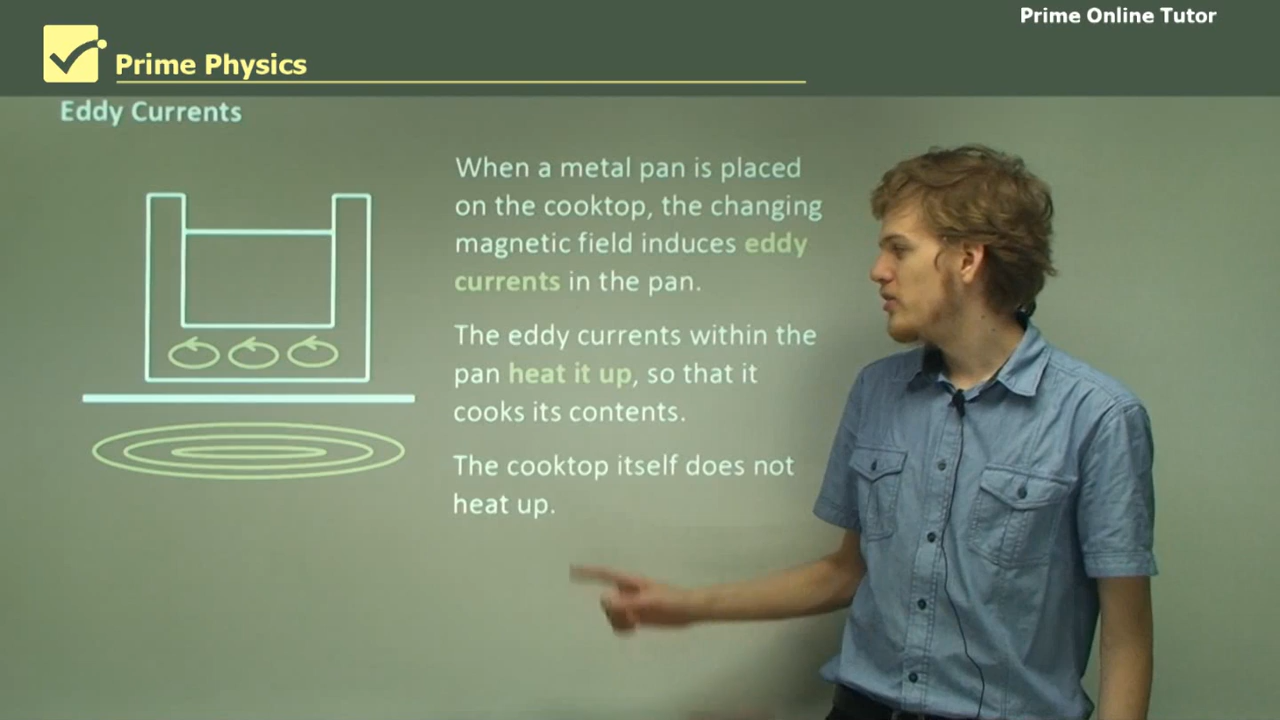 Prime Online Tutor
Prime Physics
Eddy Currents
When a metal pan is placed
on the cooktop, the changing
magnetic field induces eddy
currents in the pan.
The eddy currents within the
pan heat it up, so that it
cooks its contents.
The cooktop itself does not
heat up.